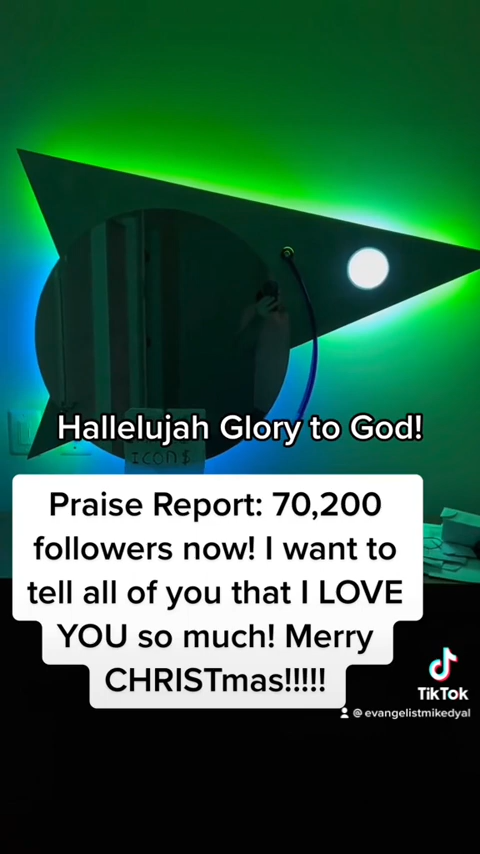 Hallelujah Glory to God!
ICONS
Praise Report: 70,200
followers now! I want to
tell all of you that I LOVE
YOU so much! Merry
CHRISTmas!!!!!
TikTok
@evangelistmikedyal